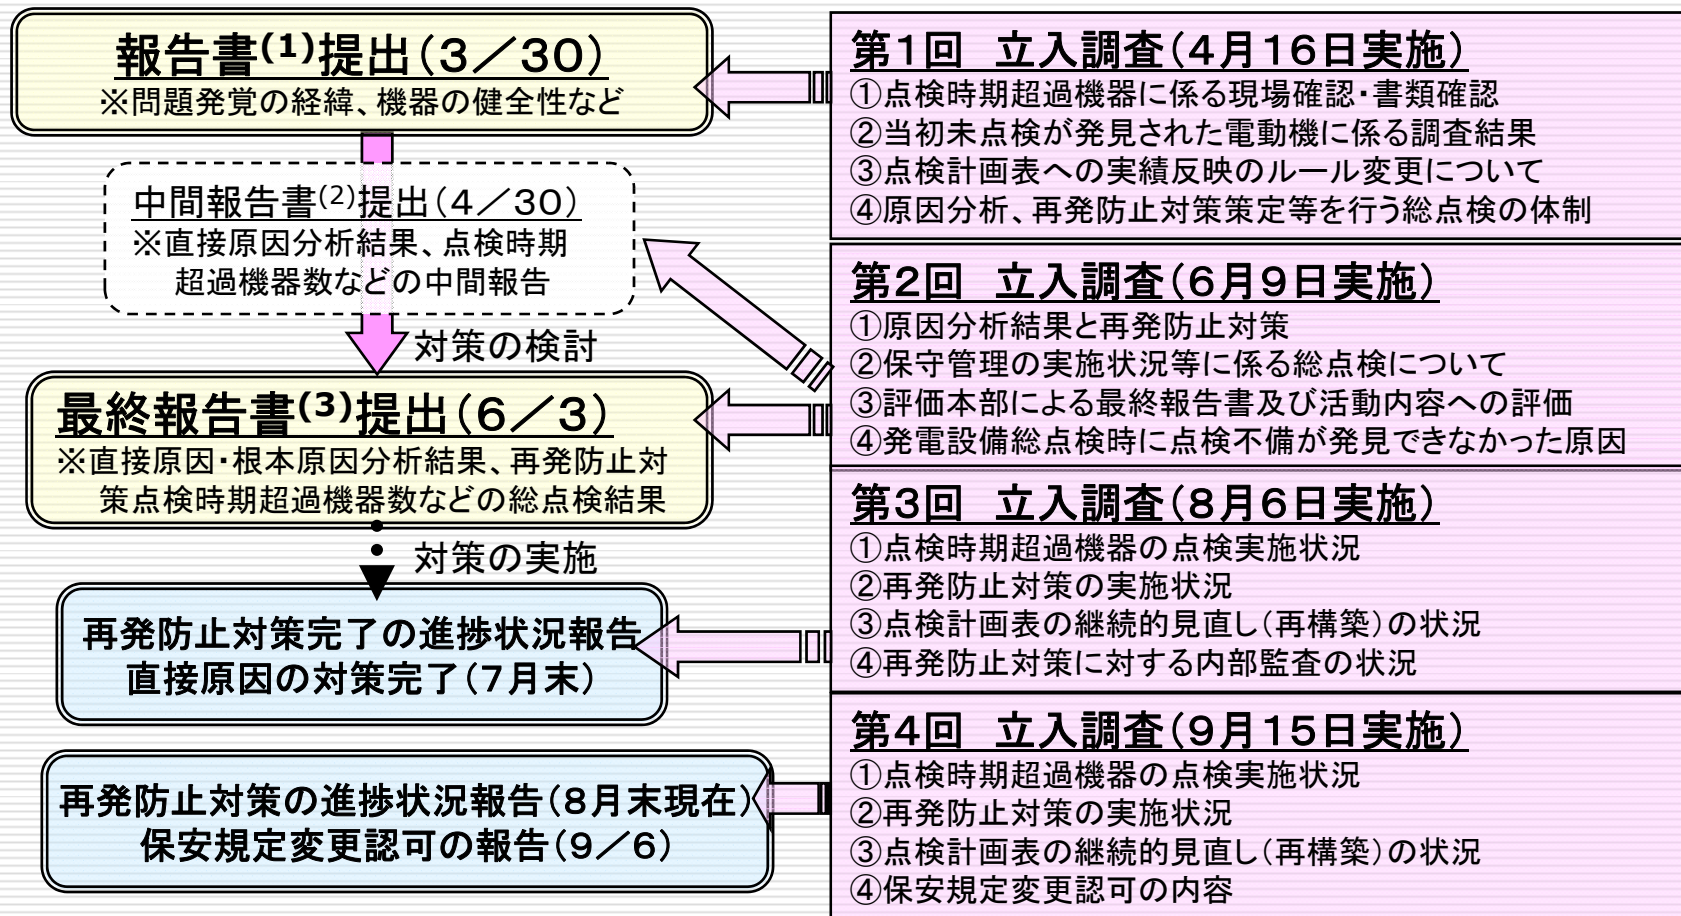 報告書(1)提出(3／30)
※問題発覚の経緯、機器の健全性など
中間報告書(2)提出(4／30)
※直接原因分析結果、点検時期
超過機器数などの中間報告
対策の検討
最終報告書(3)提出(6／3)
※直接原因・根本原因分析結果、再発防止対
策点検時期超過機器数などの総点検結果
対策の実施
再発防止対策完了の進捗状況報告
直接原因の対策完了(7月末)
再発防止対策の進捗状況報告(8月末現在)
保安規定変更認可の報告(9／6)
第1回　立入調査(4月16日実施)
①点検時期超過機器に係る現場確認・書類確認
②当初未点検が発見された電動機に係る調査結果
③点検計画表への実績反映のルール変更について
④原因分析、再発防止対策策定等を行う総点検の体制
第2回　立入調査(6月9日実施)
①原因分析結果と再発防止対策
②保守管理の実施状況等に係る総点検について
③評価本部による最終報告書及び活動内容への評価
④発電設備総点検時に点検不備が発見できなかった原因
第3回　立入調査(8月6日実施)
①点検時期超過機器の点検実施状況
②再発防止対策の実施状況
③点検計画表の継続的見直し(再構築)の状況
④再発防止対策に対する内部監査の状況
第4回　立入調査(9月15日実施)
①点検時期超過機器の点検実施状況
②再発防止対策の実施状況
③点検計画表の継続的見直し(再構築)の状況
④保安規定変更認可の内容